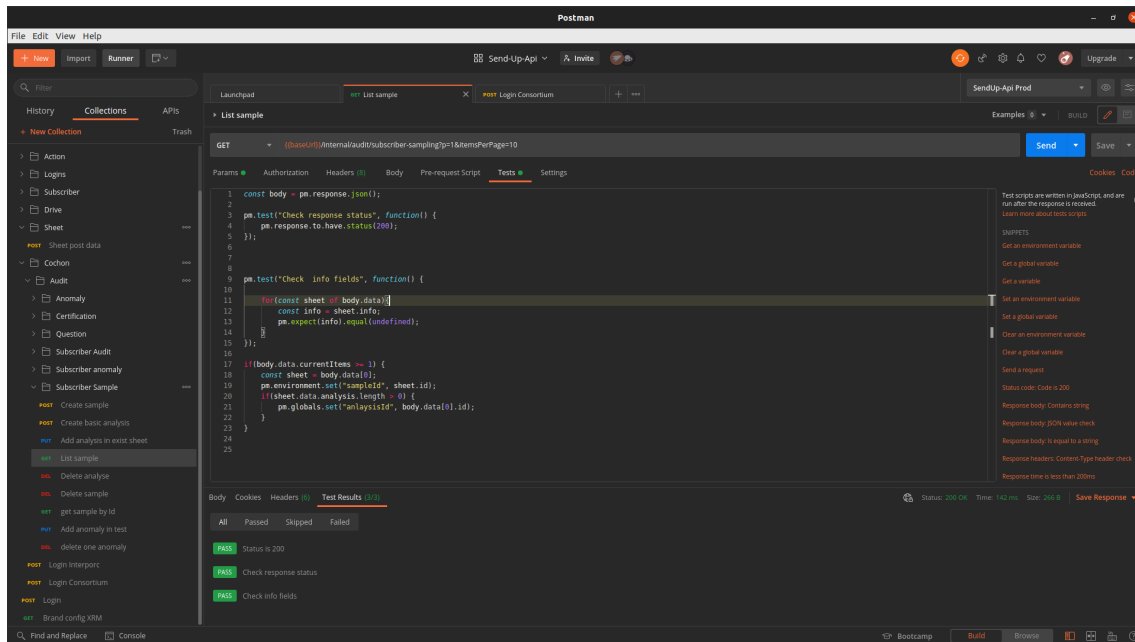 Postman
File Edit View Help
+ New Import Runner
Send-Up-Api
Invite
Upgrade
Filter
Launchpad
GET List sample
POST Login Consortium
SendUp-Api Prod
History Collections APIs
+ New Collection Trash
List sample
Examples 0
BUILD
GET {{baseUrl}}/internal/audit/subscriber-sampling?p=1&itemsPerPage=10
Send
Save
Params Authorization Headers (8) Body Pre-request Script Tests Settings
Cookies Cod
Action
Logins
Subscriber
Drive
Sheet
POST Sheet post data
Cochon
Audit
Anomaly
Certification
Question
Subscriber Audit
Subscriber anomaly
Subscriber Sample
POST Create sample
POST Create basic analysis
PUT Add analysis in exist sheet
GET List sample
DEL Delete analyse
DEL Delete sample
GET get sample by Id
PUT Add anomaly in test
DEL delete one anomaly
POST Login Interporc
POST Login Consortium
POST Login
GET Brand config XRM
1 const body = pm.response.json();
2
3 pm.test("Check response status", function() {
4 pm.response.to.have.status(200);
5 });
6
7
8
9 pm.test("Check  info fields", function() {
10
11 for(const sheet of body.data){
12 const info = sheet.info;
13 pm.expect(info).equal(undefined);
14 }
15 });
16
17 if(body.data.currentItems >= 1) {
18 const sheet = body.data[0];
19 pm.environment.set("sampleId", sheet.id);
20 if(sheet.data.analysis.length > 0) {
21 pm.globals.set("anlaysisId", body.data[0].id);
22 }
23 }
24
25
Test scripts are written in JavaScript, and are
run after the response is received.
Learn more about tests scripts
SNIPPETS
Get an environment variable
Get a global variable
Get a variable
Set an environment variable
Set a global variable
Clear an environment variable
Clear a global variable
Send a request
Status code: Code is 200
Response body: Contains string
Response body: JSON value check
Response body: Is equal to a string
Response headers: Content-Type header check
Response time is less than 200ms
Body Cookies Headers (6) Test Results (3/3)
Status: 200 OK Time: 142 ms Size: 266 B Save Response
All Passed Skipped Failed
PASS Status is 200
PASS Check response status
PASS Check info fields
Find and Replace Console
Bootcamp Build Browse